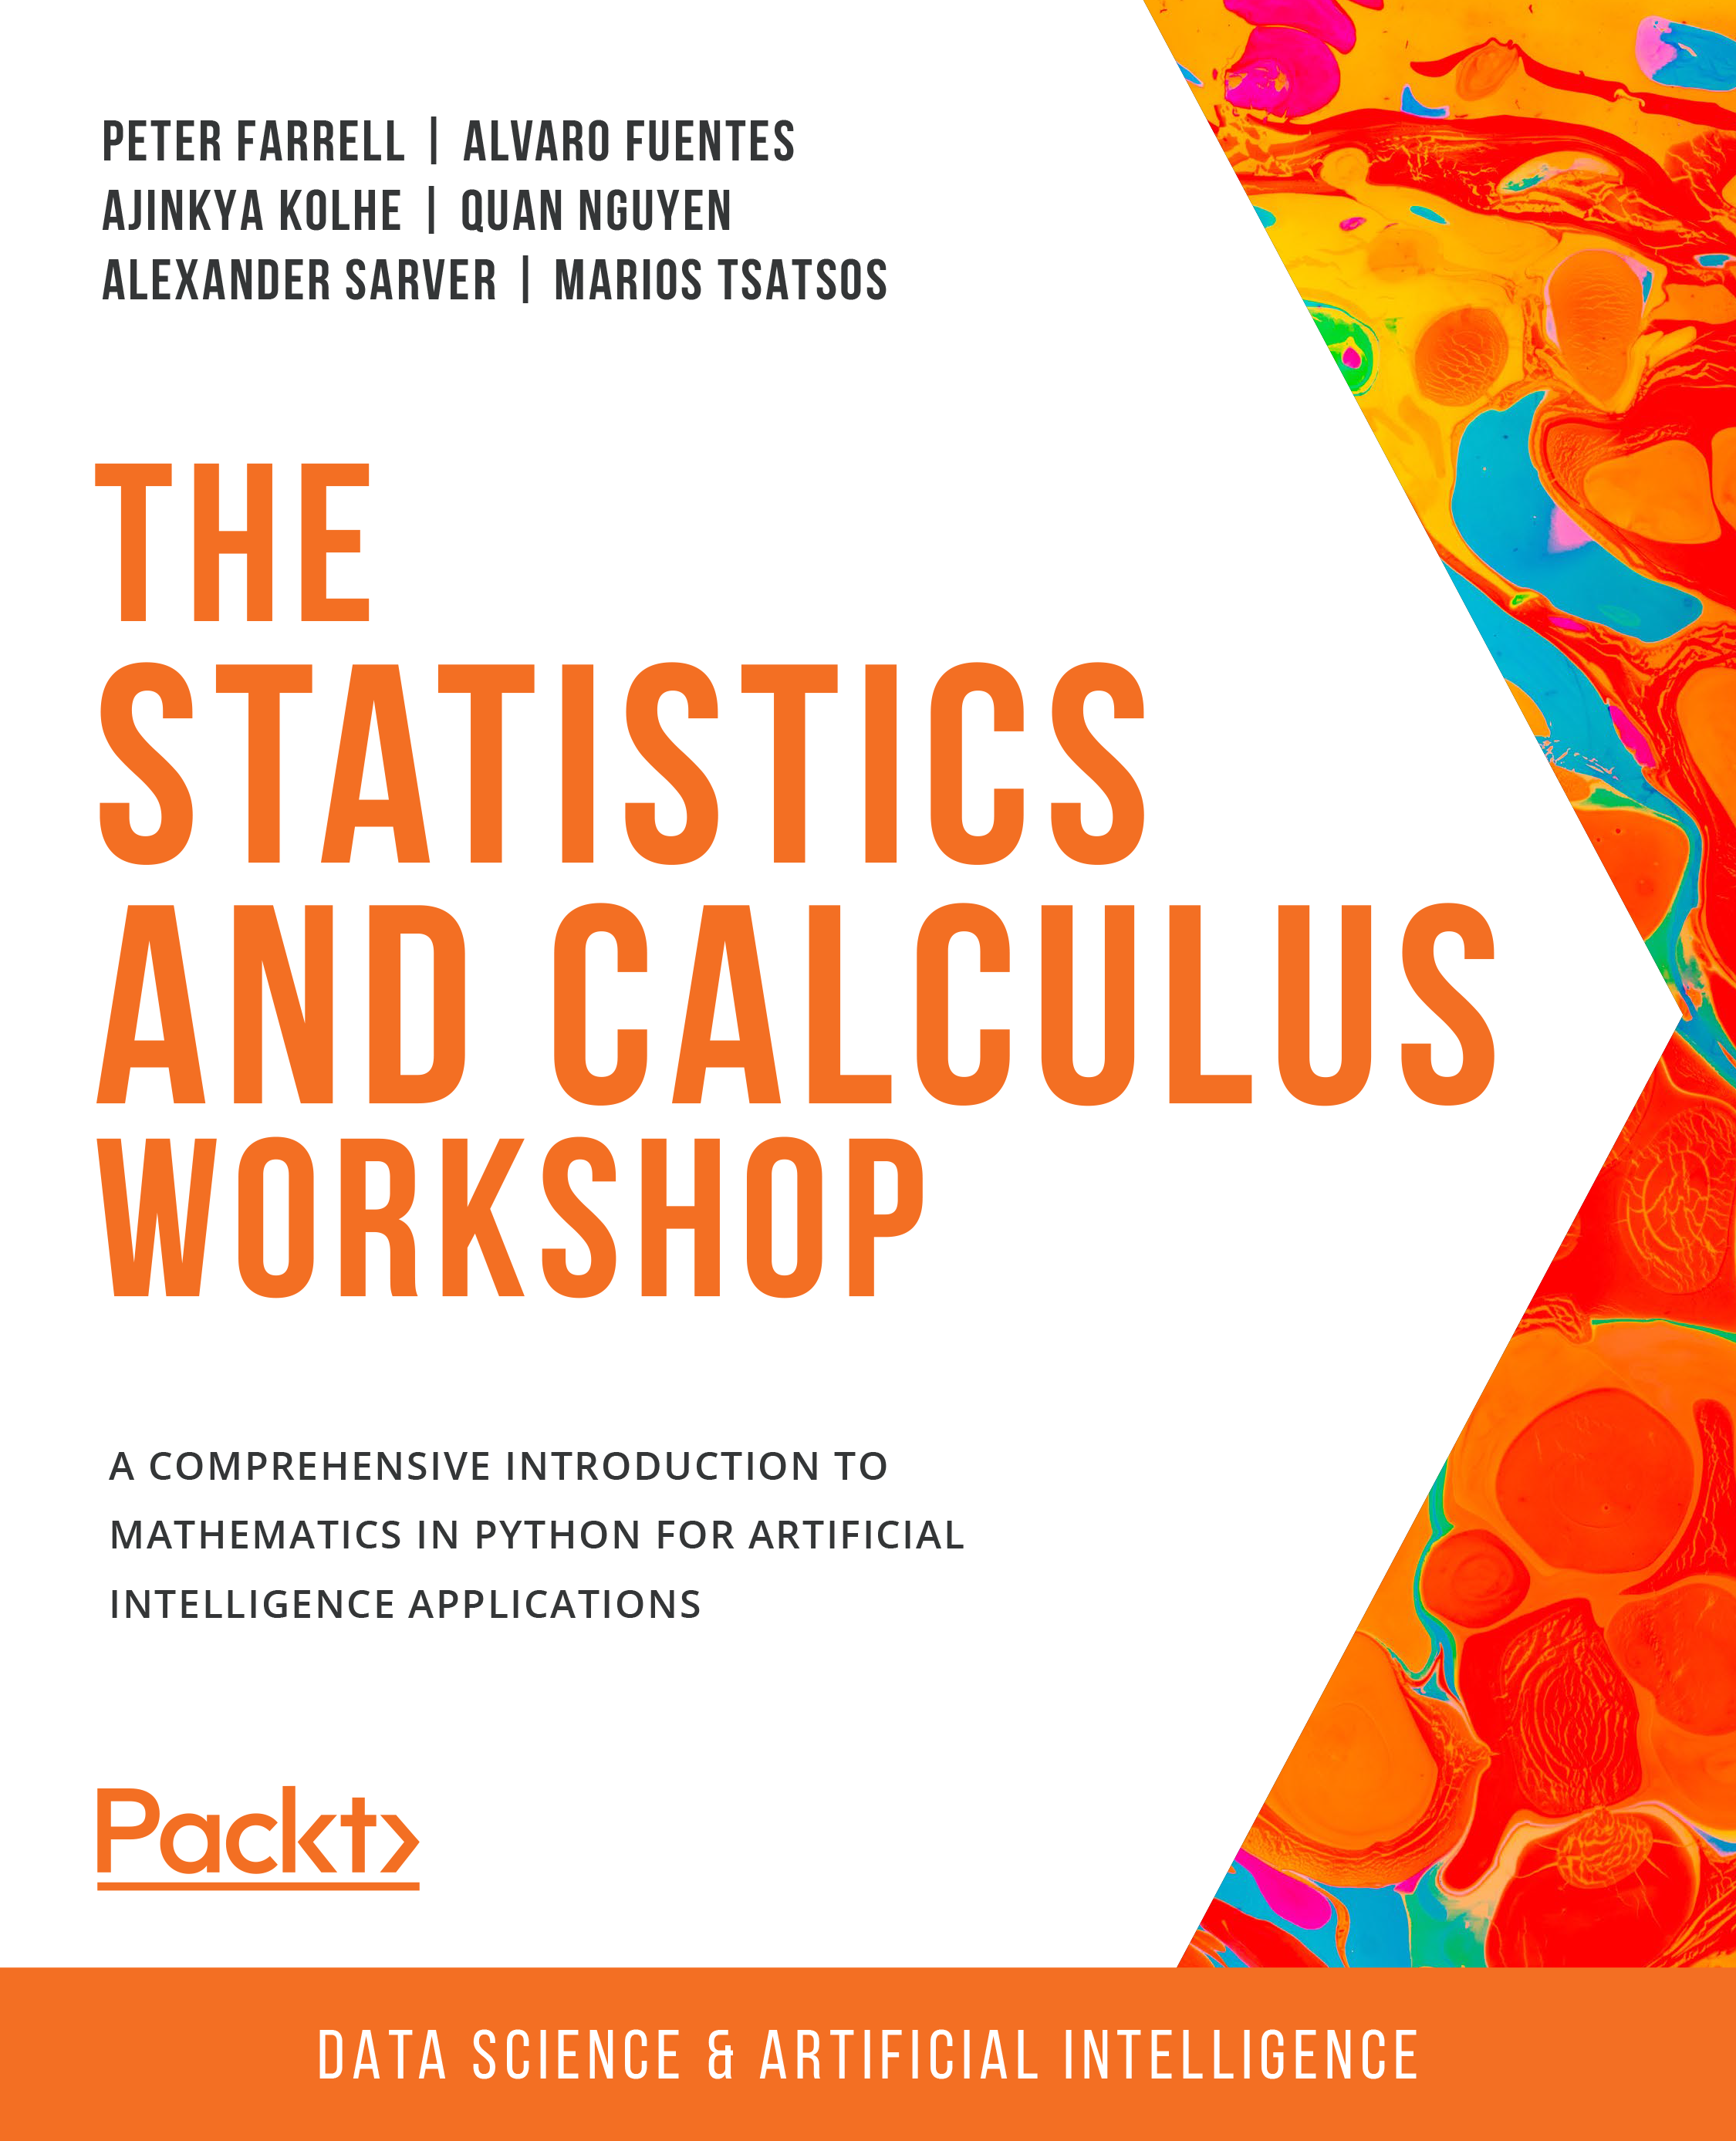 PETER FARRELL | ALVARO FUENTES
AJINKYA KOLHE | QUAN NGUYEN
ALEXANDER SARVER | MARIOS TSATSOS
THE
STATISTICS
AND CALCULUS
WORKSHOP
A COMPREHENSIVE INTRODUCTION TO
MATHEMATICS IN PYTHON FOR ARTIFICIAL
INTELLIGENCE APPLICATIONS
Packt>
DATA SCIENCE & ARTIFICIAL INTELLIGENCE